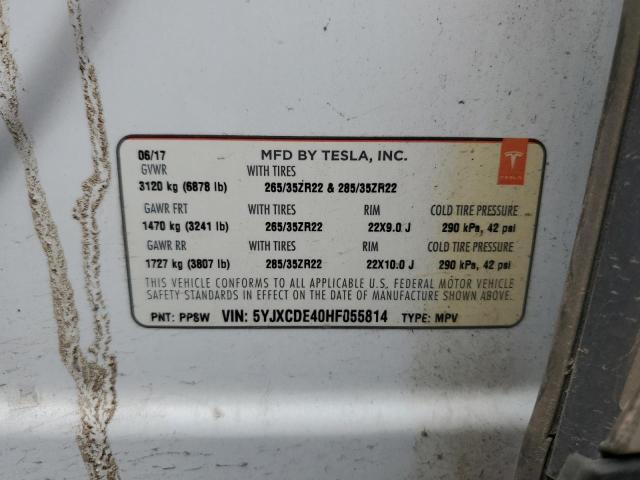 06/17 MFD BY TESLA, INC.
GVWR WITH TIRES
3120 kg (6878 lb) 265/35ZR22 & 285/35ZR22
GAWR FRT WITH TIRES RIM COLD TIRE PRESSURE
1470 kg (3241 lb) 265/35ZR22 22X9.0 J 290 kPa, 42 psi
GAWR RR WITH TIRES RIM COLD TIRE PRESSURE
1727 kg (3807 lb) 285/35ZR22 22X10.0 J 290 kPa, 42 psi
THIS VEHICLE CONFORMS TO ALL APPLICABLE U.S. FEDERAL MOTOR VEHICLE
SAFETY STANDARDS IN EFFECT ON THE DATE OF MANUFACTURE SHOWN ABOVE.
PNT: PPSW VIN: 5YJXCDE40HF055814 TYPE: MPV
TESLA